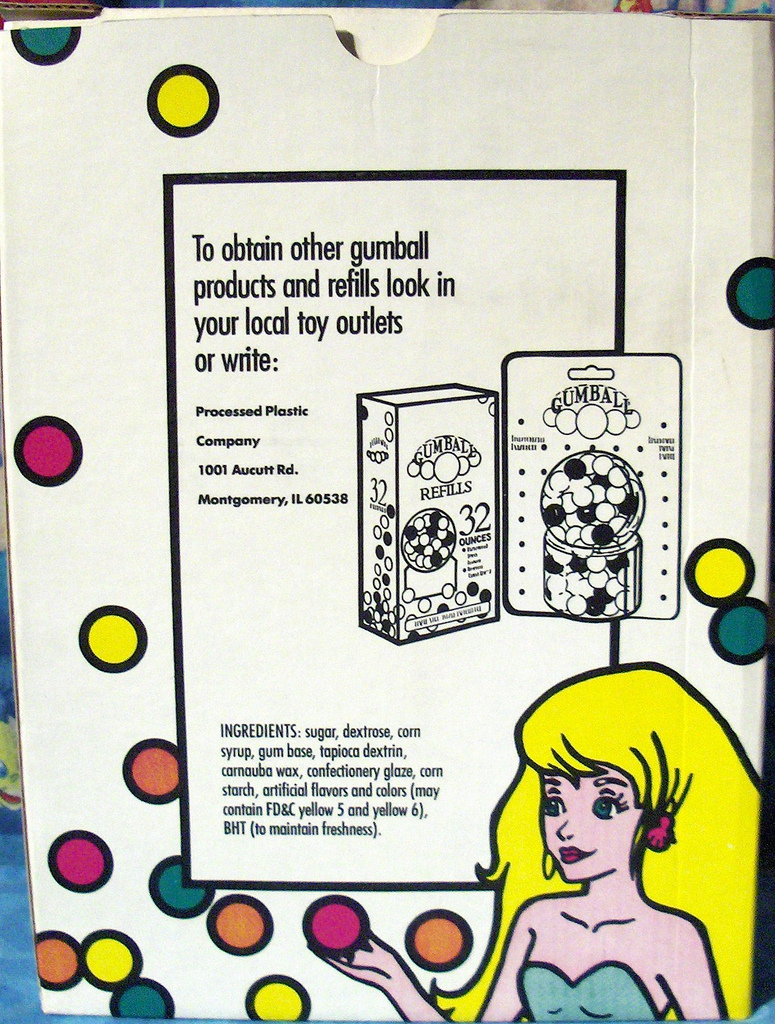 To obtain other gumball
products and refills look in
your local toy outlets
or write:
Processed Plastic
Company
1001 Aucutt Rd.
Montgomery, IL 60538
GUMBALL
REFILLS
32
32
OUNCES
GUMBALL
INGREDIENTS: sugar, dextrose, corn
syrup, gum base, tapioca dextrin,
carnauba wax, confectionery glaze, corn
starch, artificial flavors and colors (may
contain FD&C yellow 5 and yellow 6),
BHT (to maintain freshness).